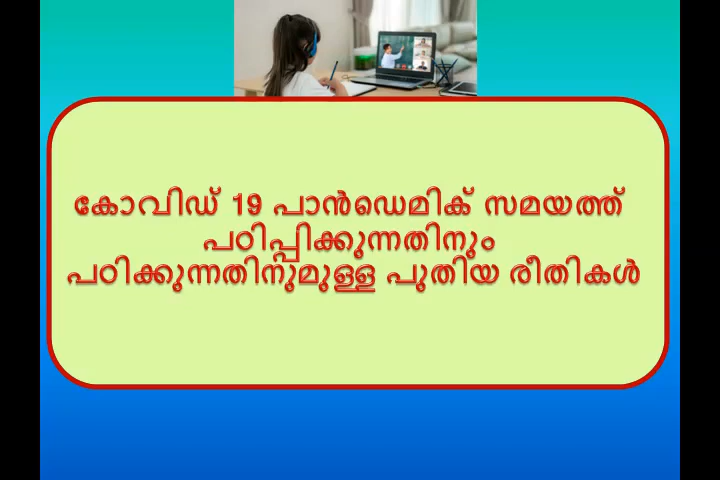 കോവിഡ് 19 പാൻഡെമിക് സമയത്ത്
പഠിപ്പിക്കുന്നതിനും
പഠിക്കുന്നതിനുമുള്ള പുതിയ രീതികൾ